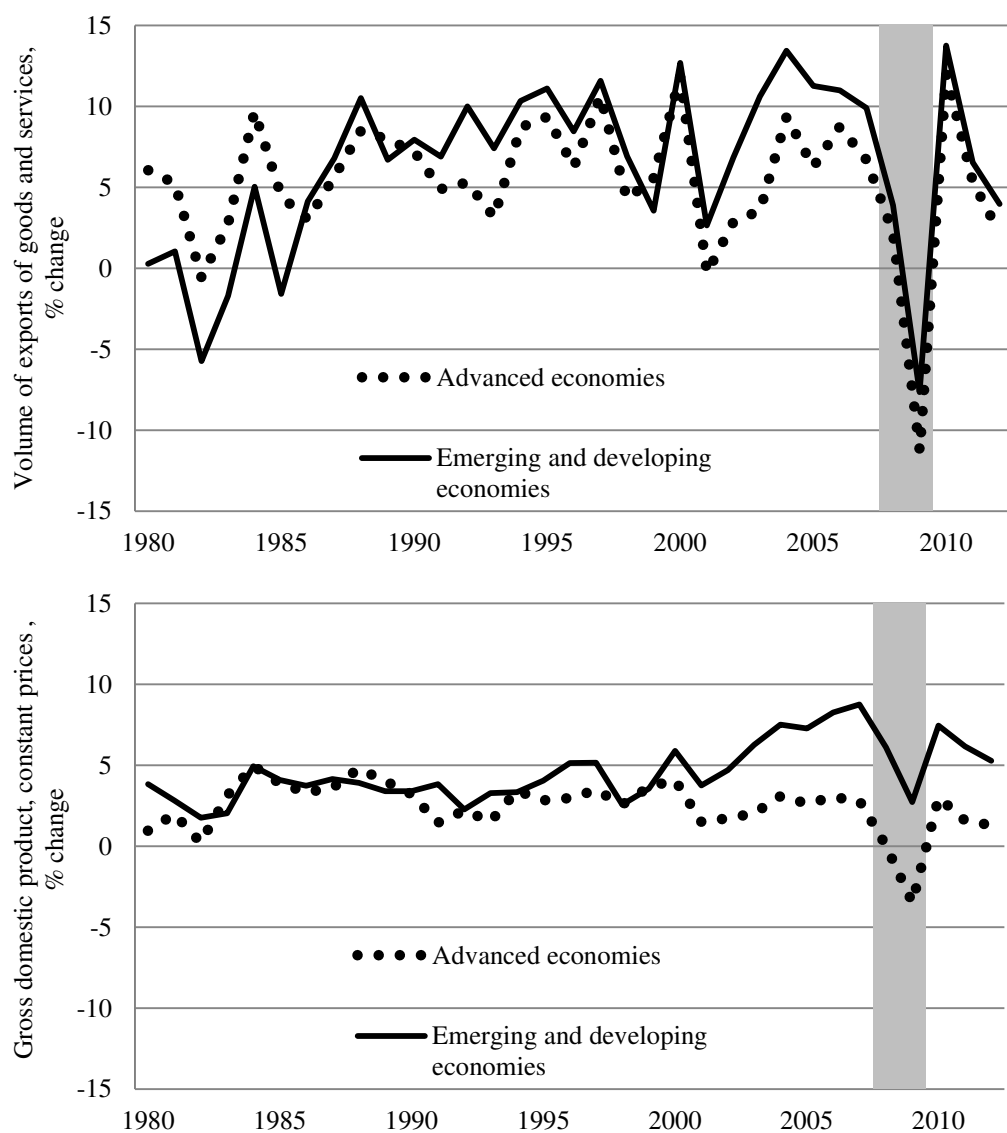 Volume of exports of goods and services,
% change
15
10
5
0
-5
-10
-15
Advanced economies
Emerging and developing
economies
1980 1985 1990 1995 2000 2005 2010
Gross domestic product, constant prices ,
% change
15
10
5
0
-5
-10
-15
Advanced economies
Emerging and developing
economies
1980 1985 1990 1995 2000 2005 2010